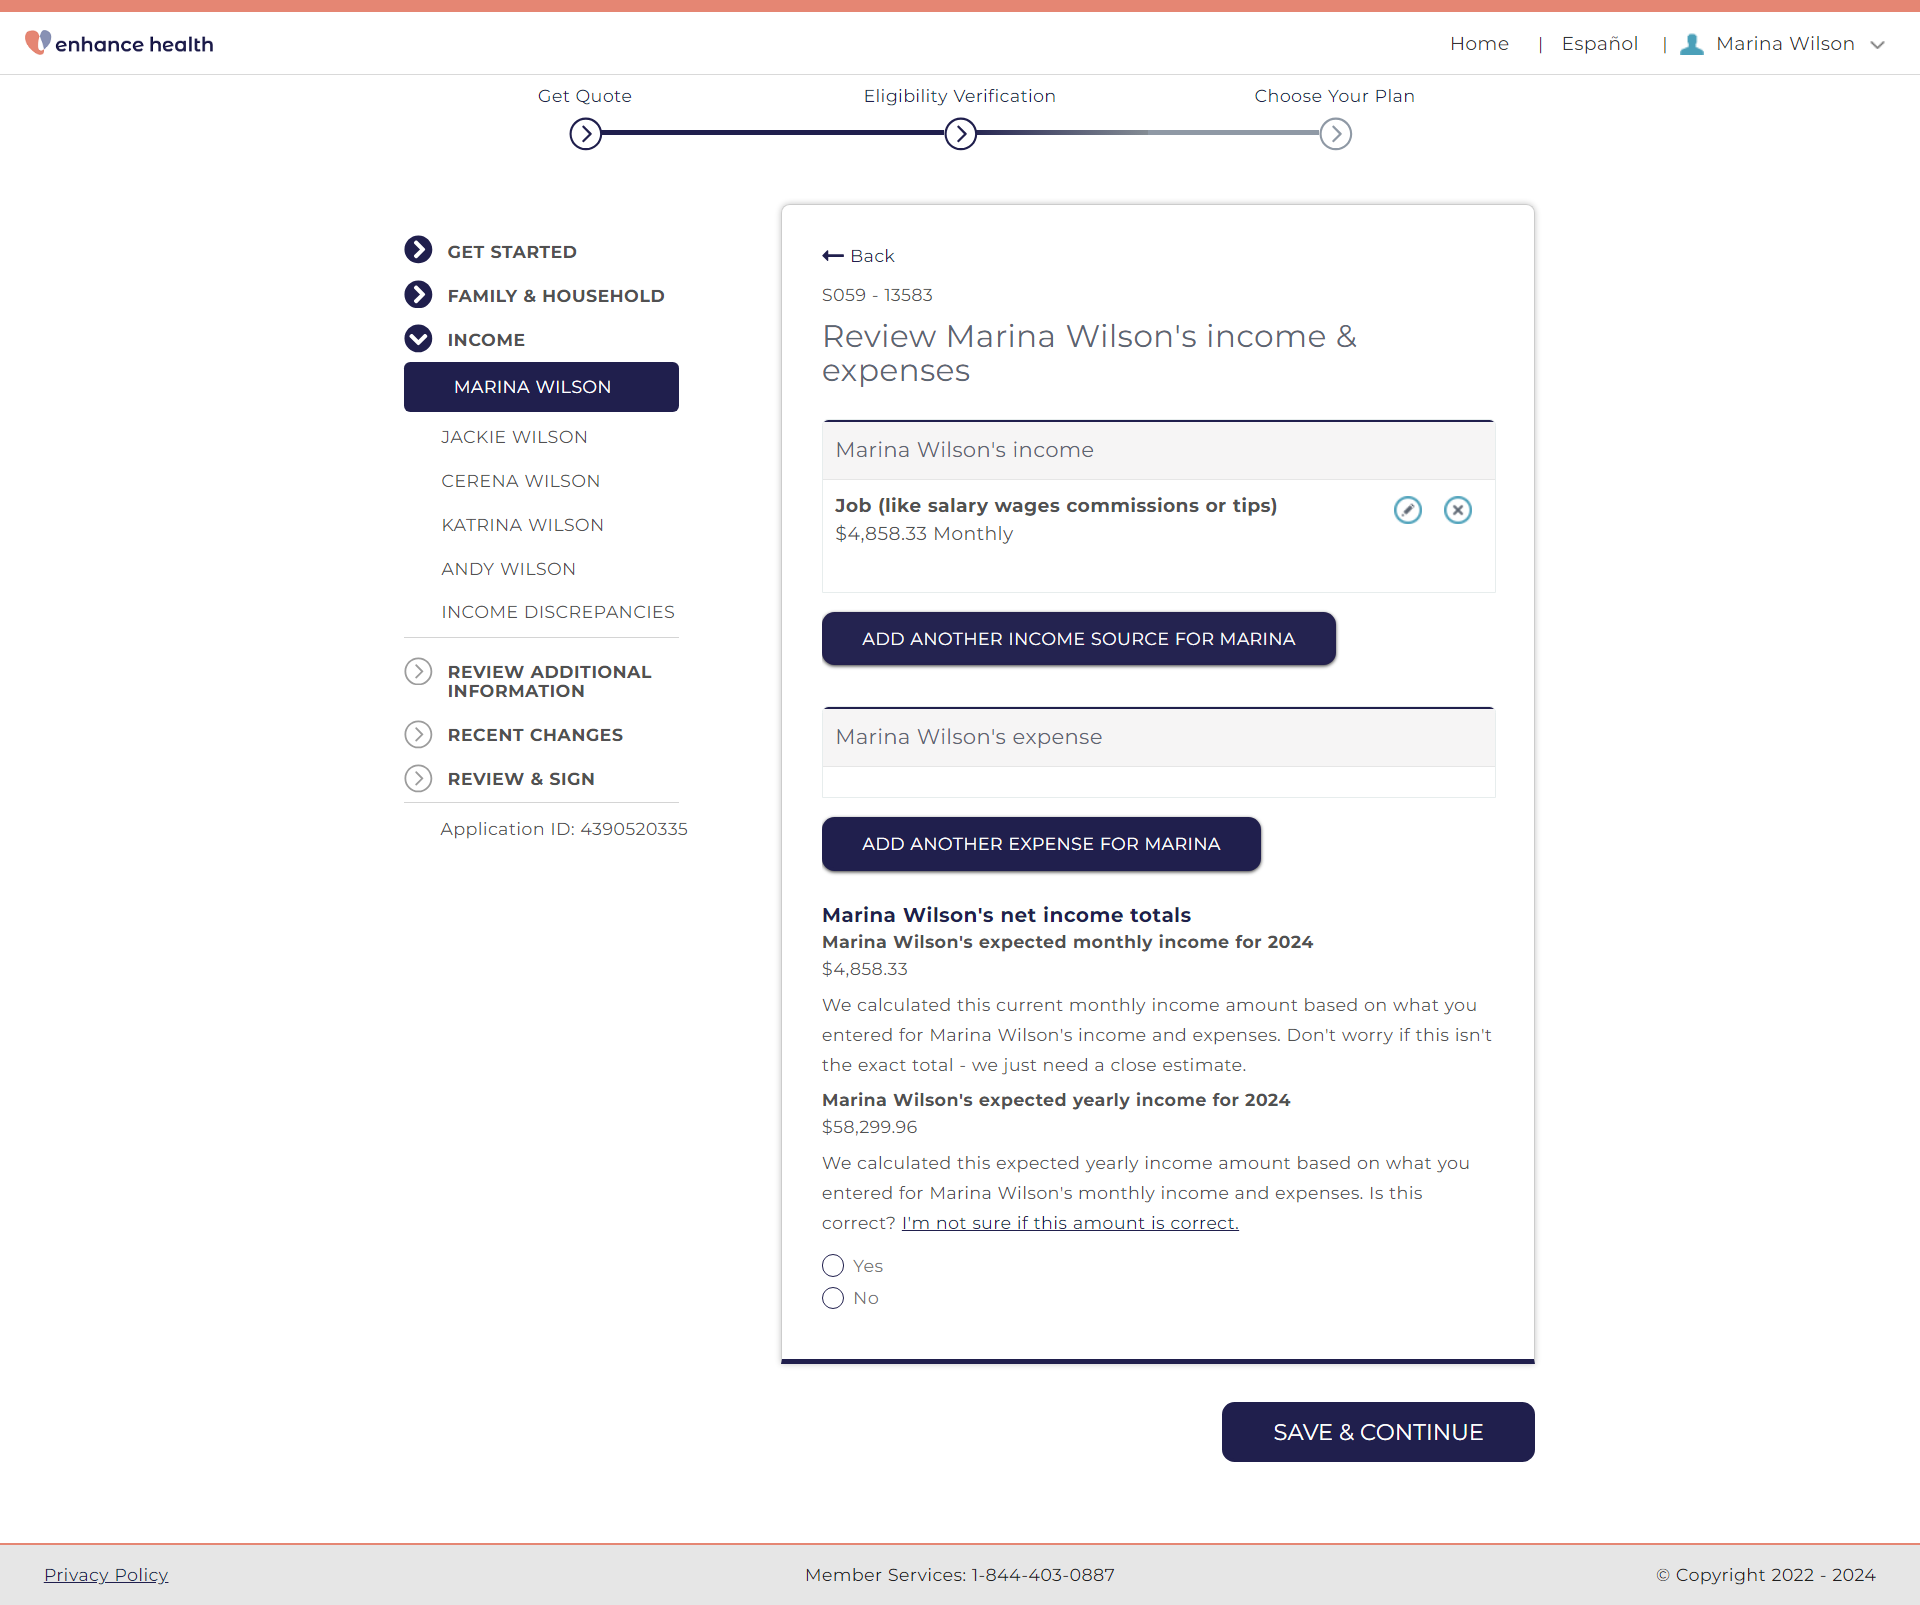 enhance health
Home | Español | Marina Wilson
Get Quote
Eligibility Verification
Choose Your Plan
GET STARTED
FAMILY & HOUSEHOLD
INCOME
MARINA WILSON
JACKIE WILSON
CERENA WILSON
KATRINA WILSON
ANDY WILSON
INCOME DISCREPANCIES
REVIEW ADDITIONAL
INFORMATION
RECENT CHANGES
REVIEW & SIGN
Application ID: 4390520335
Back
S059 - 13583
Review Marina Wilson's income &
expenses
Marina Wilson's income
Job (like salary wages commissions or tips)
$4,858.33 Monthly
ADD ANOTHER INCOME SOURCE FOR MARINA
Marina Wilson's expense
ADD ANOTHER EXPENSE FOR MARINA
Marina Wilson's net income totals
Marina Wilson's expected monthly income for 2024
$4,858.33
We calculated this current monthly income amount based on what you
entered for Marina Wilson's income and expenses. Don't worry if this isn't
the exact total - we just need a close estimate.
Marina Wilson's expected yearly income for 2024
$58,299.96
We calculated this expected yearly income amount based on what you
entered for Marina Wilson's monthly income and expenses. Is this
correct? I'm not sure if this amount is correct.
Yes
No
SAVE & CONTINUE
Privacy Policy
Member Services: 1-844-403-0887
© Copyright 2022 - 2024